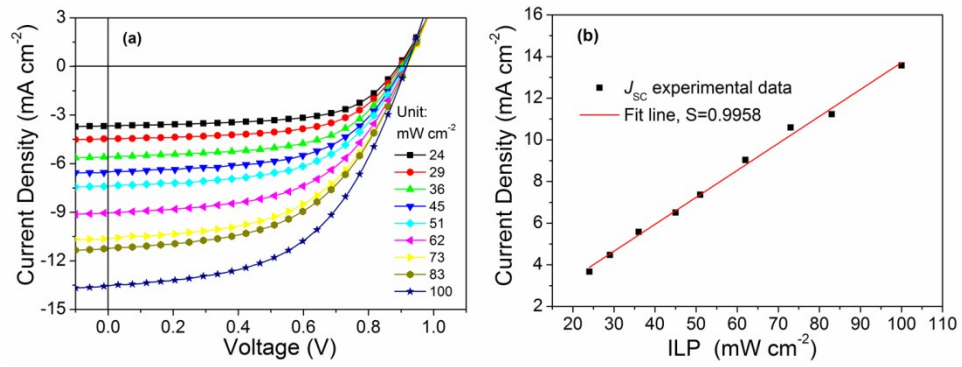 (a)
Current Density (mA cm-2)
3
0
-3
-6
-9
-12
-15
0.0 0.2 0.4 0.6 0.8 1.0
Voltage (V)
Unit:
mW cm-2
24
29
36
45
51
62
73
83
100
(b)
Current Density (mA cm-2)
16
14
12
10
8
6
4
2
20 30 40 50 60 70 80 90 100 110
ILP (mW cm-2)
JSC experimental data
Fit line, S=0.9958